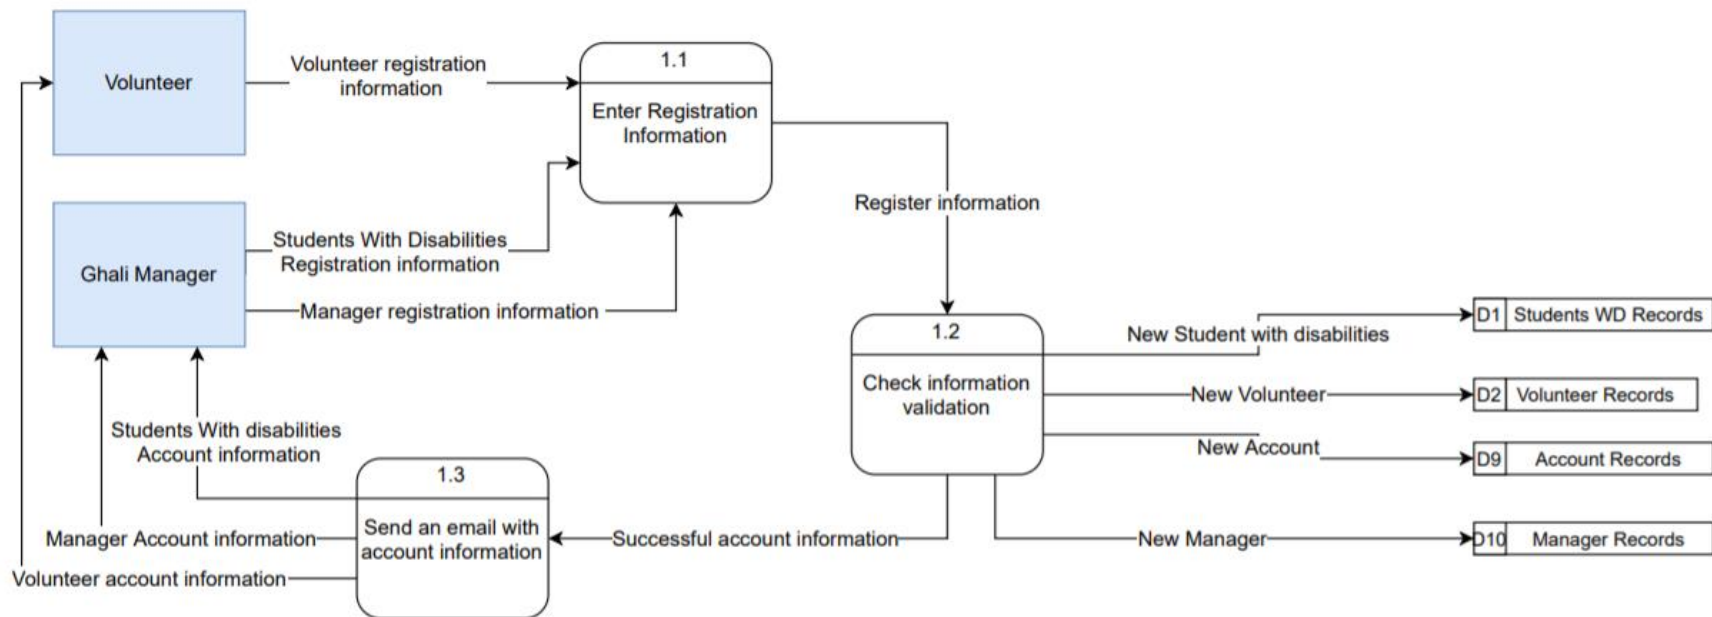 Volunteer
Volunteer registration
information
1.1
Enter Registration
Information
Ghali Manager
Students With Disabilities
Registration information
Manager registration information
Register information
1.2
Check information
validation
New Student with disabilities
D1 Students WD Records
New Volunteer
D2 Volunteer Records
New Account
D9 Account Records
New Manager
D10 Manager Records
Successful account information
1.3
Send an email with
account information
Students With disabilities
Account information
Manager Account information
Volunteer account information